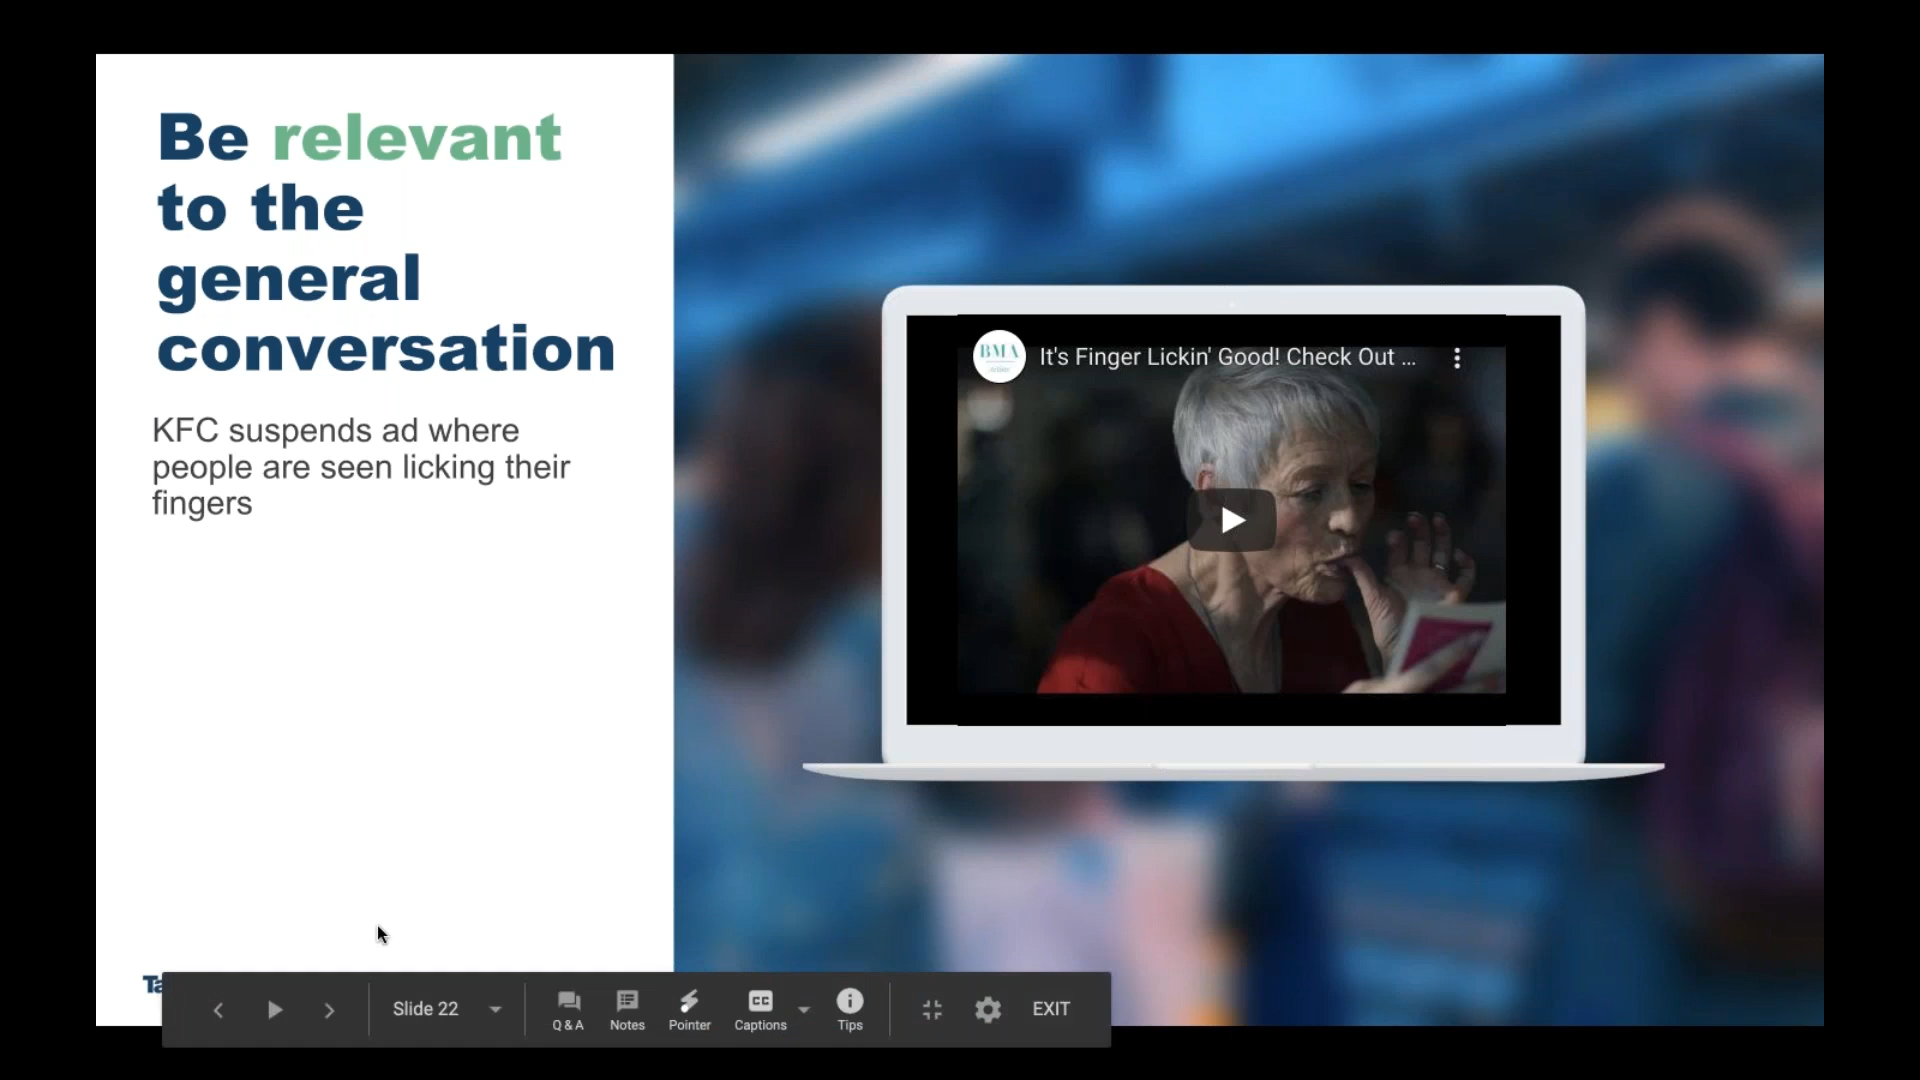 Be relevant
to the
general
conversation
KFC suspends ad where
people are seen licking their
fingers
BMA
It's Finger Lickin' Good! Check Out ...
Slide 22
Q & A
Notes
Pointer
CC
Captions
Tips
EXIT